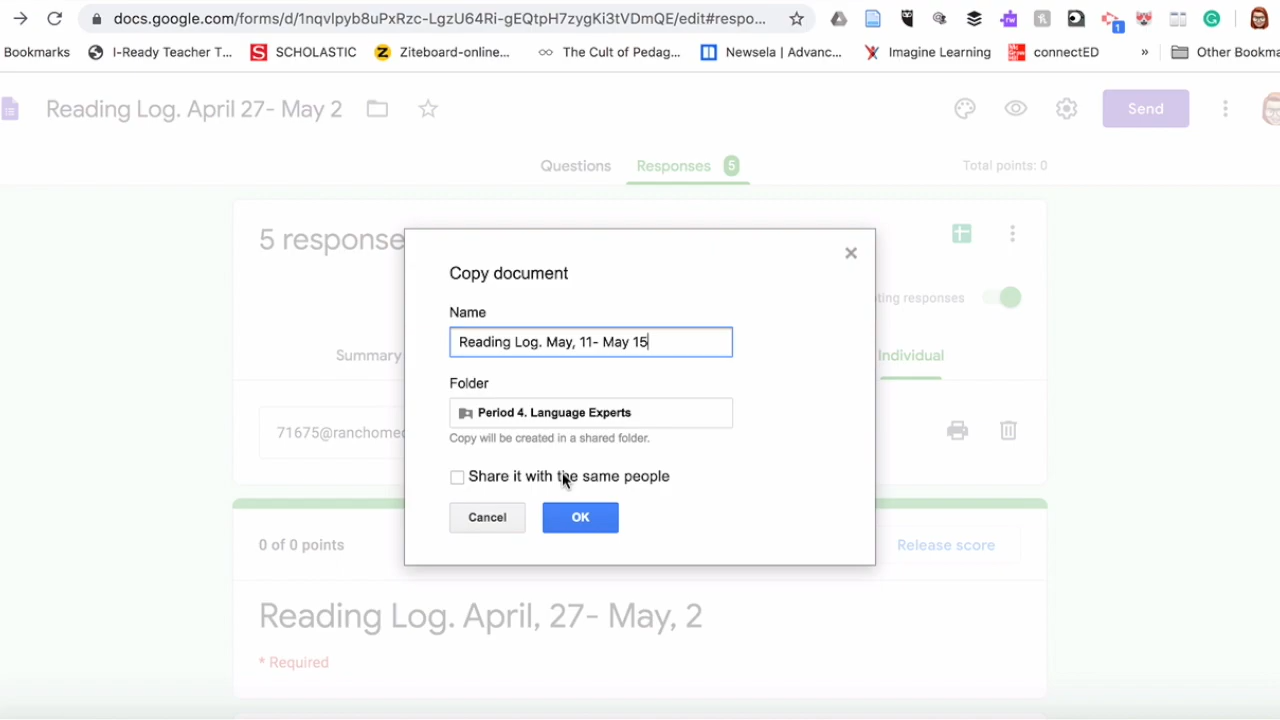 docs.google.com/forms/d/1nqvlpyb8uPxRzc-LgzU64Ri-gEQtpH7zygKi3tVDmQE/edit#respo...
1
Bookmarks I-Ready Teacher T... SCHOLASTIC Ziteboard-online... The Cult of Pedag... Newsela | Advanc... Imagine Learning connectED » Other Bookma
Reading Log. April 27- May 2
Send
Questions Responses 5 Total points: 0
5 response
Copy document
Name
ting responses
Reading Log. May, 11- May 15
Summary
Individual
Folder
Period 4. Language Experts
71675@ranchome
Copy will be created in a shared folder.
Share it with the same people
Cancel OK
0 of 0 points
Release score
Reading Log. April, 27- May, 2
* Required